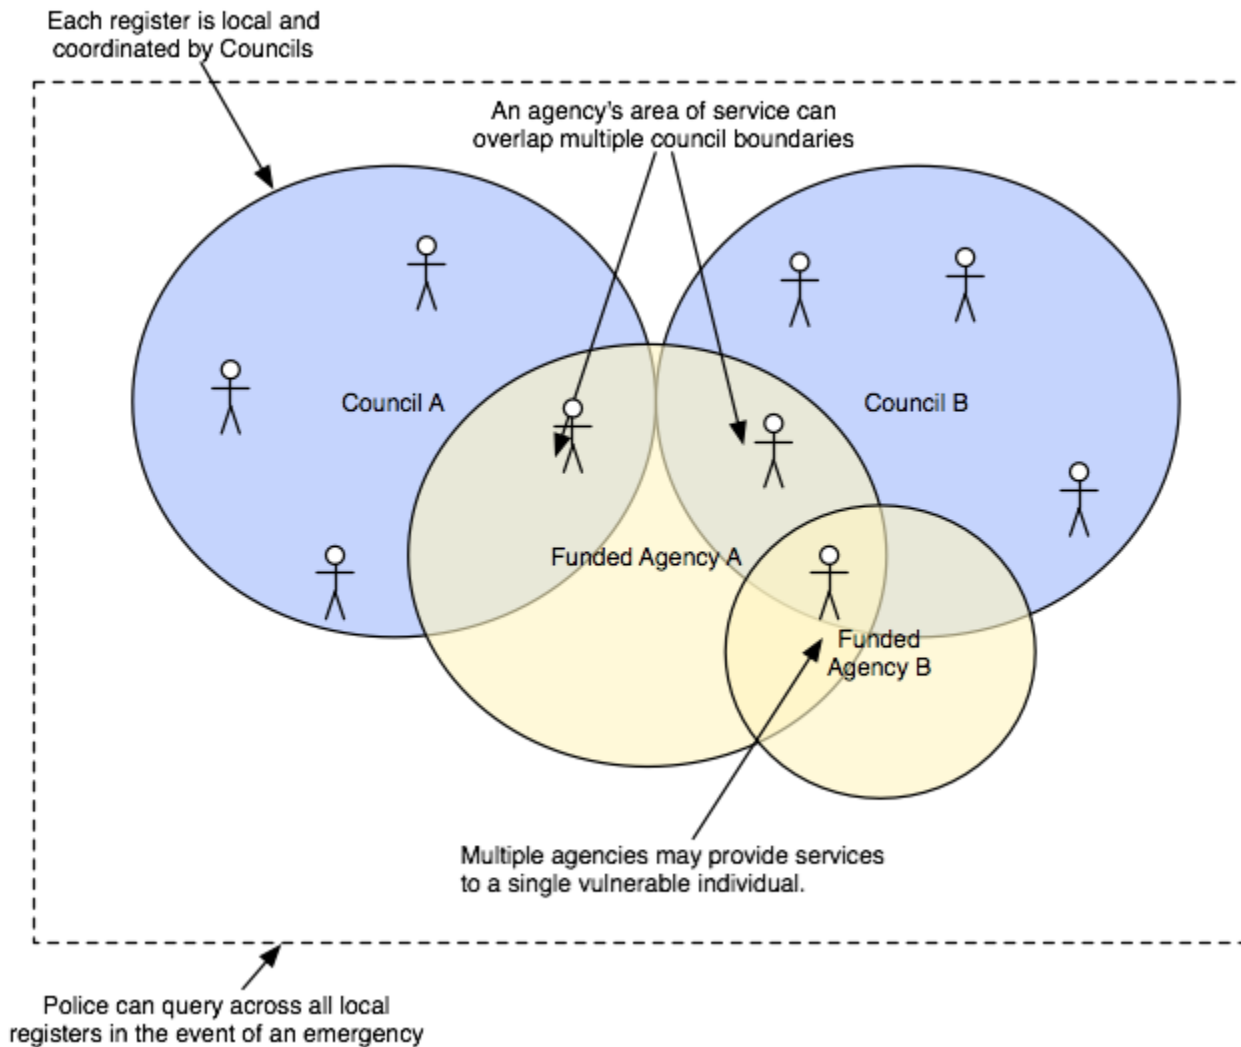 Each register is local and
coordinated by Councils
An agency's area of service can
overlap multiple council boundaries
Council A
Council B
Funded Agency A
Funded
Agency B
Multiple agencies may provide services
to a single vulnerable individual.
Police can query across all local
registers in the event of an emergency